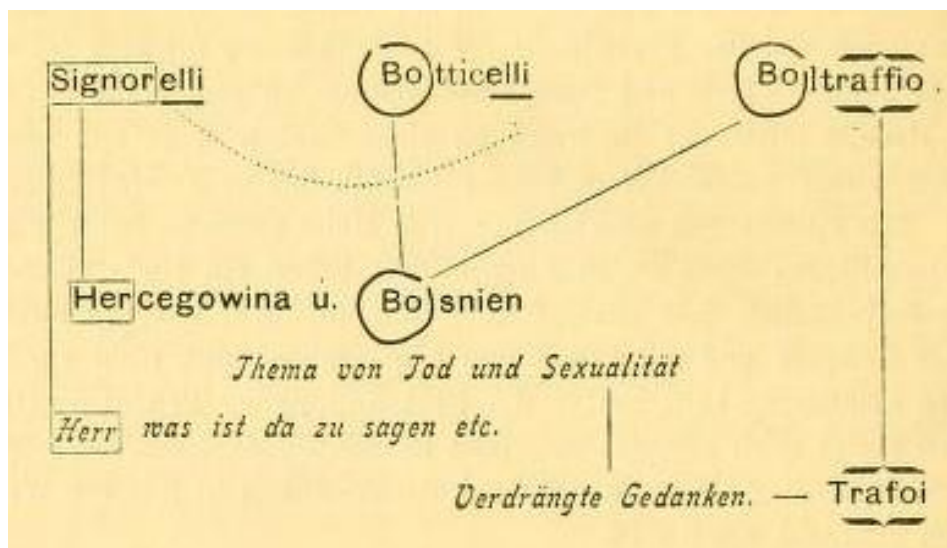 Signorelli Botticelli Boltraffio.
Hercegowina u. Bosnien
Thema von Tod und Sexualität
Herr was ist da zu sagen etc.
Verdrängte Gedanken. — Trafoi